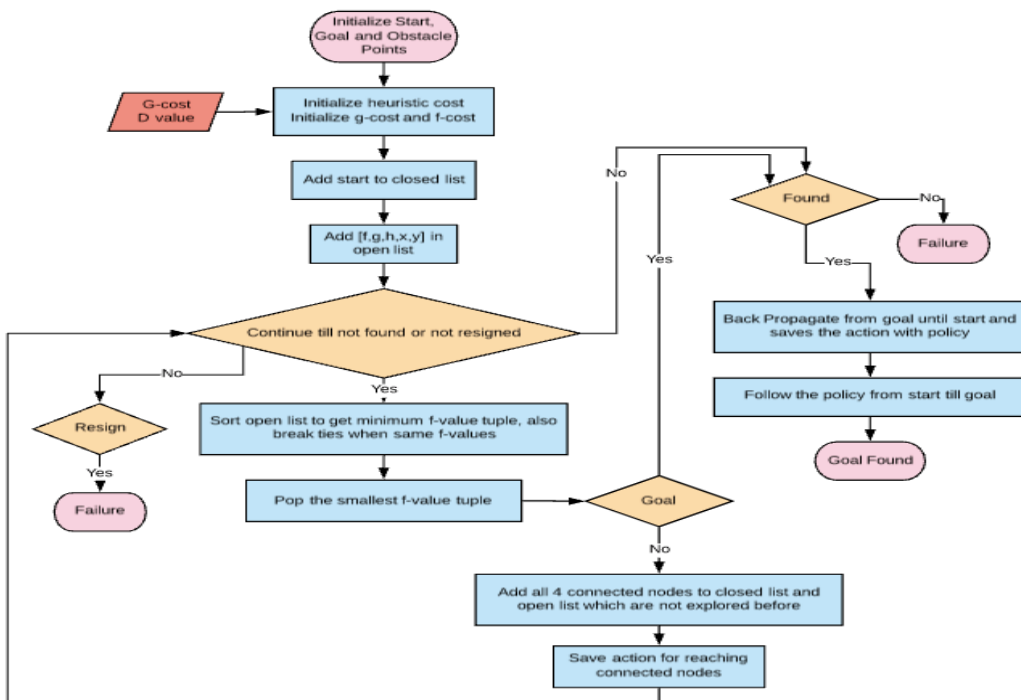 Initialize Start,
Goal and Obstacle
Points
G-cost
D value
Initialize heuristic cost
Initialize g-cost and f-cost
Add start to closed list
Add [f,g,h,x,y] in
open list
Continue till not found or not resigned
No
Resign
Yes
Failure
Yes
Sort open list to get minimum f-value tuple, also
break ties when same f-values
Pop the smallest f-value tuple
Goal
Yes
No
Add all 4 connected nodes to closed list and
open list which are not explored before
Save action for reaching
connected nodes
No
Found
No
Failure
Yes
Back Propagate from goal until start and
saves the action with policy
Follow the policy from start till goal
Goal Found